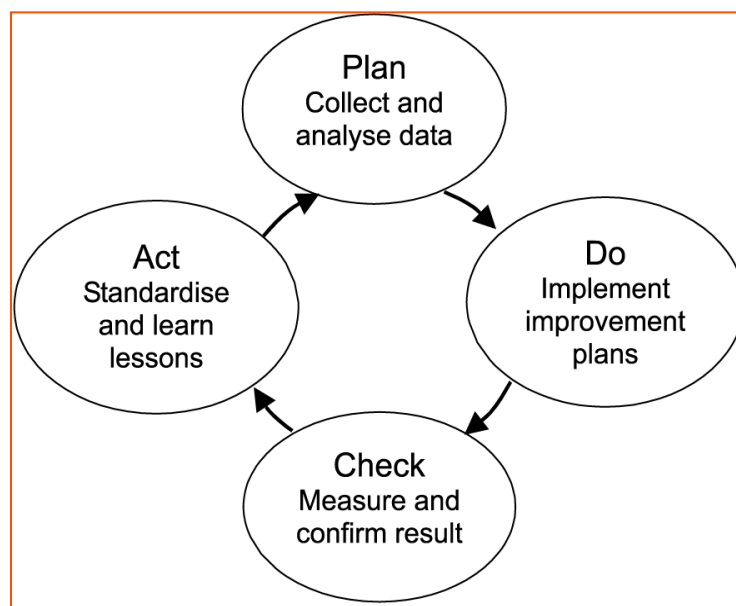 Plan
Collect and
analyse data
Do
Implement
improvement
plans
Check
Measure and
confirm result
Act
Standardise
and learn
lessons